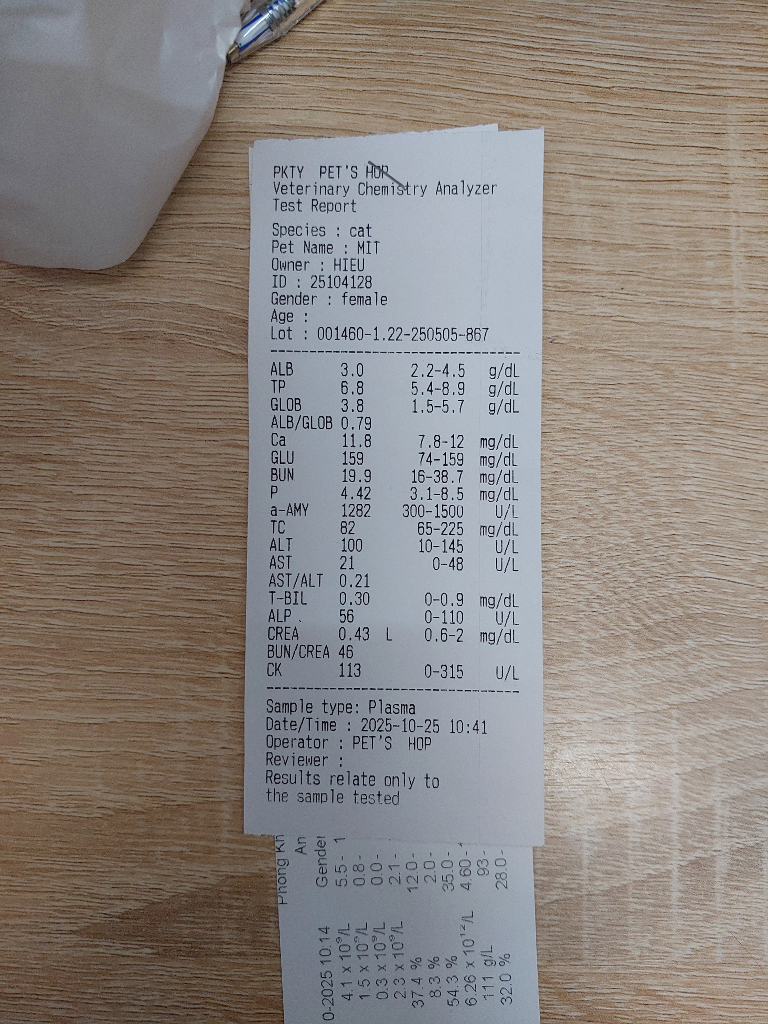 PKTY PET'S HOP
Veterinary Chemistry Analyzer
Test Report
Species : cat
Pet Name : MIT
Owner : HIEU
ID : 25104128
Gender : female
Age :
Lot : 001460-1.22-250505-867
ALB 3.0 2.2-4.5 g/dL
TP 6.8 5.4-8.9 g/dL
GLOB 3.8 1.5-5.7 g/dL
ALB/GLOB 0.79
Ca 11.8 7.8-12 mg/dL
GLU 159 74-159 mg/dL
BUN 19.9 16-38.7 mg/dL
P 4.42 3.1-8.5 mg/dL
a-AMY 1282 300-1500 U/L
TC 82 65-225 mg/dL
ALT 100 10-145 U/L
AST 21 0-48 U/L
AST/ALT 0.21
T-BIL 0.30 0-0.9 mg/dL
ALP 56 0-110 U/L
CREA 0.43 L 0.6-2 mg/dL
BUN/CREA 46
CK 113 0-315 U/L
Sample type: Plasma
Date/Time : 2025-10-25 10:41
Operator : PET'S HOP
Reviewer :
Results relate only to
the sample tested
Phong Kh
An
0-2025 10:14 Gender
4.1 x 10⁹/L 5.5 - 1
1.5 x 10⁹/L 0.8 -
0.3 x 10⁹/L 0.0 -
2.3 x 10⁹/L 2.1 -
37.4 % 12.0 -
8.3 % 2.0 -
54.3 % 35.0 -
6.26 x 10¹²/L 4.60 -
111 g/L 93 -
32.0 % 28.0 -